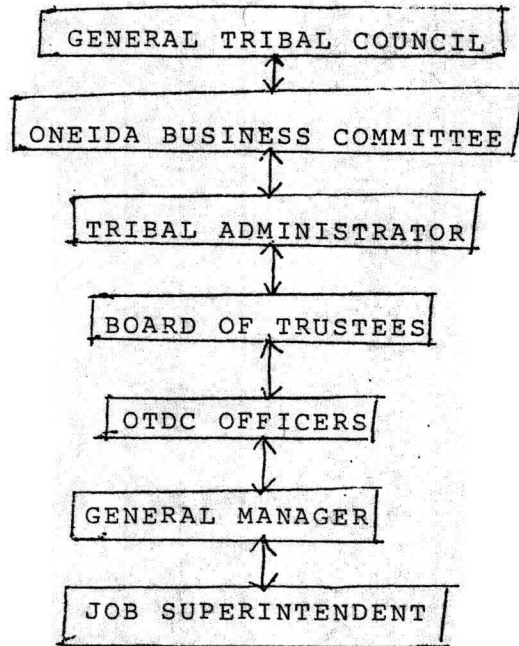 GENERAL TRIBAL COUNCIL
ONEIDA BUSINESS COMMITTEE
TRIBAL ADMINISTRATOR
BOARD OF TRUSTEES
OTDC OFFICERS
GENERAL MANAGER
JOB SUPERINTENDENT